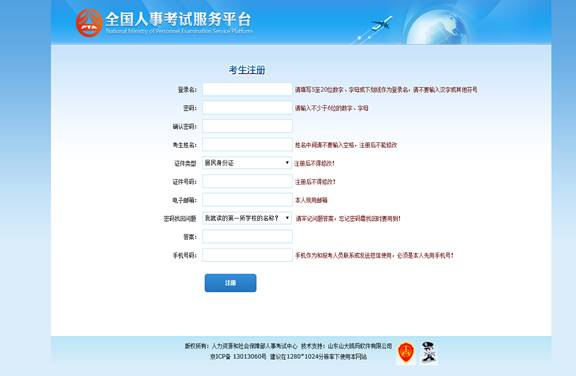 全国人事考试服务平台
National Ministry of Personnel Examination Service Platform
考生注册
登录名: 请填写3至20位数字、字母或下划线作为登录名，请不要输入汉字或其他符号
密码: 请输入不少于6位的数字、字母
确认密码:
考生姓名: 姓名中间请不要输入空格，注册后不能修改
证件类型 居民身份证 注册后不得修改！
证件号码: 注册后不得修改！
电子邮箱: 本人常用邮箱
密码找回问题 我就读的第一所学校的名称？ 请牢记问题答案，忘记密码需找回时要用到！
答案:
手机号码: 手机作为和报考人员联系或发送短信使用，必须是本人先用手机号！
注册
版权所有：人力资源和社会保障部人事考试中心 技术支持：山东山大鸥玛软件有限公司
京ICP备 13013060号 建议在1280*1024分辨率下使用本网站